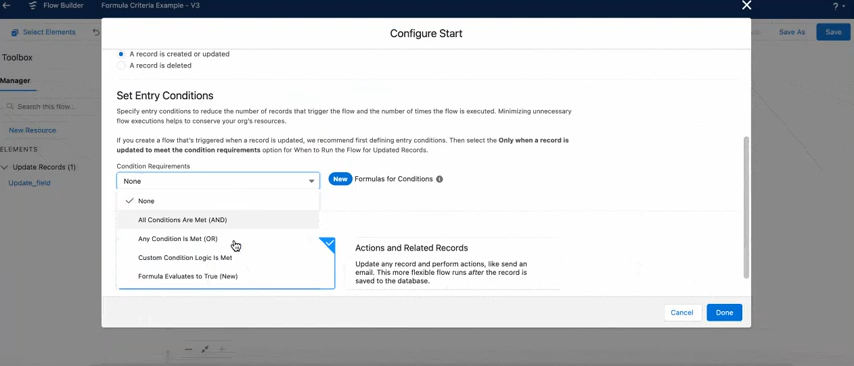 Flow Builder Formula Criteria Example - V3 ?
Select Elements Save As Save
Configure Start
Toolbox
Manager
Search this flow...
New Resource
ELEMENTS
Update Records (1)
Update_field
A record is created or updated
A record is deleted
Set Entry Conditions
Specify entry conditions to reduce the number of records that trigger the flow and the number of times the flow is executed. Minimizing unnecessary
flow executions helps to conserve your org's resources.
If you create a flow that's triggered when a record is updated, we recommend first defining entry conditions. Then select the Only when a record is
updated to meet the condition requirements option for When to Run the Flow for Updated Records.
Condition Requirements
None
New Formulas for Conditions
None
All Conditions Are Met (AND)
Any Condition Is Met (OR)
Custom Condition Logic Is Met
Formula Evaluates to True (New)
Actions and Related Records
Update any record and perform actions, like send an
email. This more flexible flow runs after the record is
saved to the database.
Cancel Done